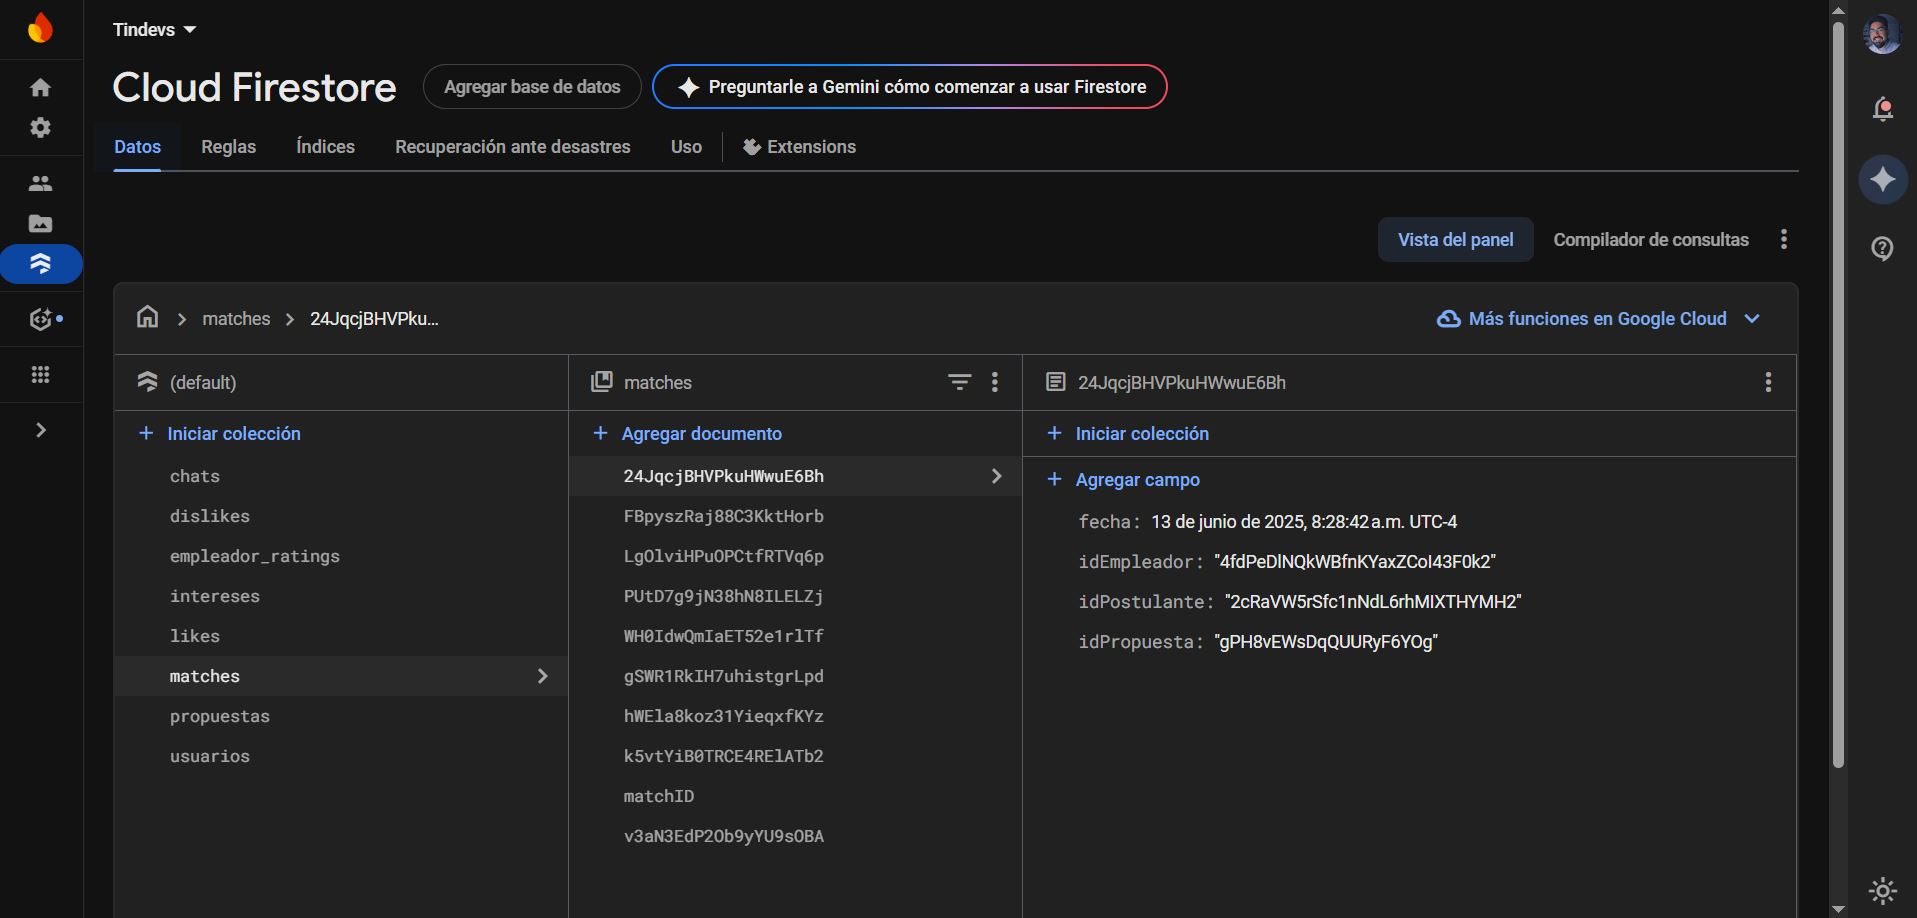 Tindevs
Cloud Firestore
Agregar base de datos
Preguntarle a Gemini cómo comenzar a usar Firestore
Datos
Reglas
Índices
Recuperación ante desastres
Uso
Extensions
Vista del panel
Compilador de consultas
matches
24JqcjBHVPku...
Más funciones en Google Cloud
(default)
Iniciar colección
chats
dislikes
empleador_ratings
intereses
likes
matches
propuestas
usuarios
matches
Agregar documento
24JqcjBHVPkuHWwuE6Bh
FBpyszRaj88C3KktHorb
LgOlviHPuOPCtfRTVq6p
PUtD7g9jN38hN8ILELZj
WH0IdwQmIaET52e1rlTf
gSWR1RkIH7uhistgrLpd
hWEla8koz31YieqxfKYz
k5vtYiB0TRCE4RElATb2
matchID
v3aN3EdP2Ob9yYU9sOBA
24JqcjBHVPkuHWwuE6Bh
Iniciar colección
Agregar campo
fecha: 13 de junio de 2025, 8:28:42 a.m. UTC-4
idEmpleador: "4fdPeDlNQkWBfnKYaxZCoI43F0k2"
idPostulante: "2cRaVW5rSfc1nNdL6rhMIXTHYMH2"
idPropuesta: "gPH8vEWsDqQUURyF6YOg"